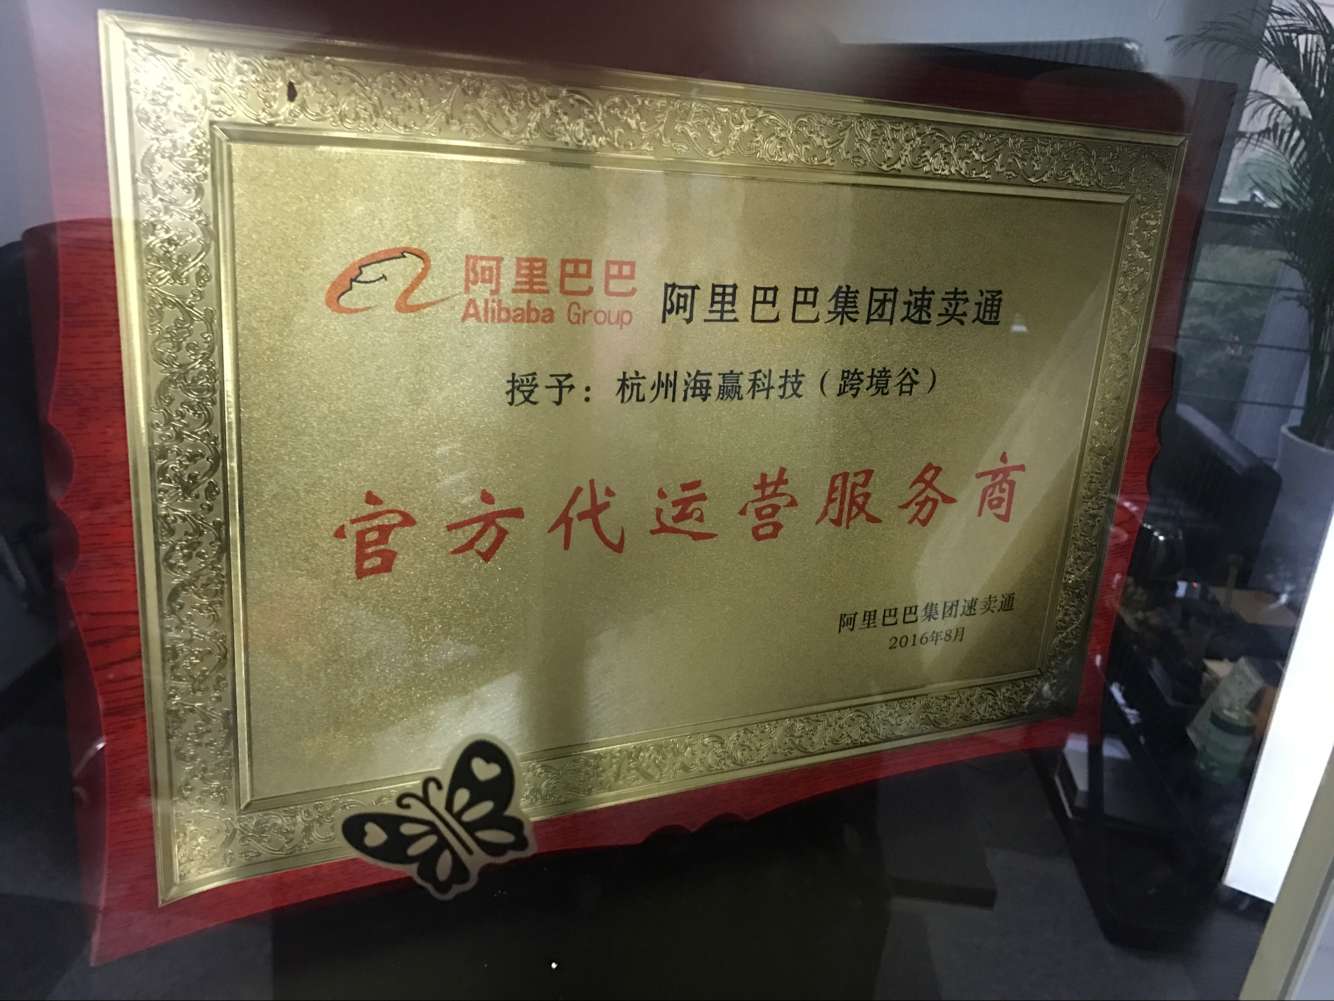 阿里巴巴
Alibaba Group
阿里巴巴集团速卖通
授予：杭州海赢科技（跨境谷）
官方代运营服务商
阿里巴巴集团速卖通
2016年8月